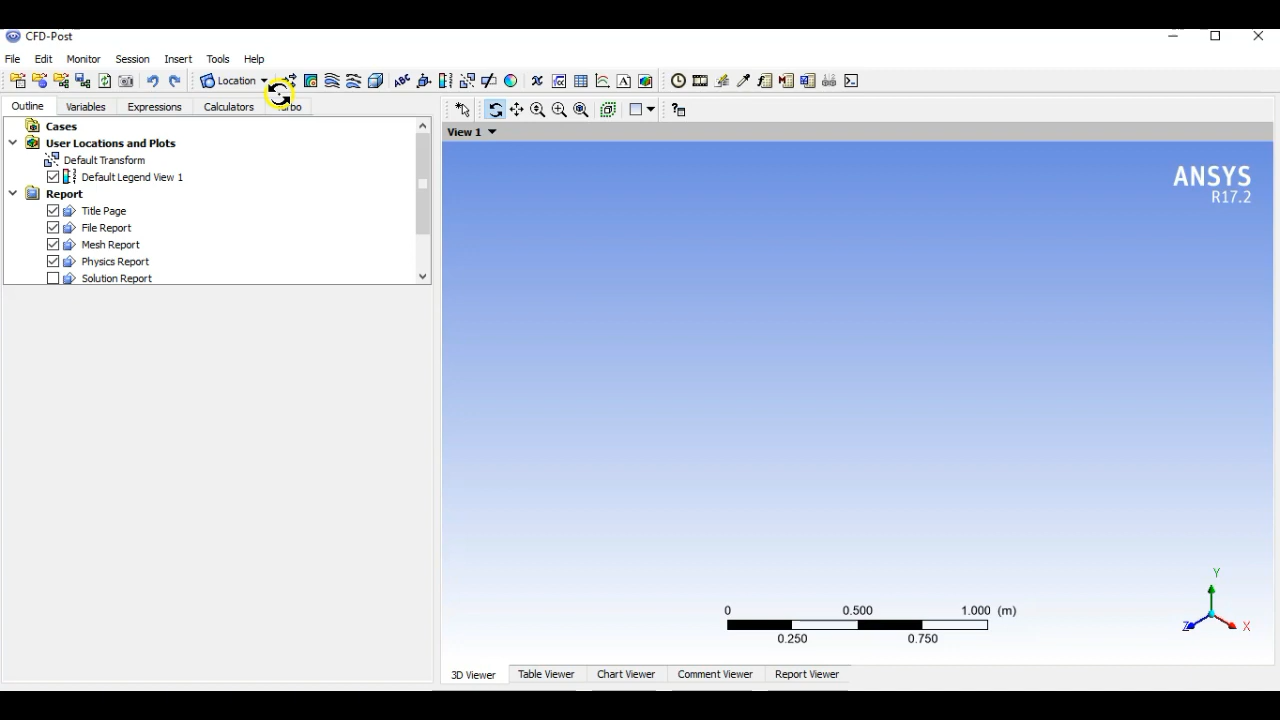 CFD-Post
File Edit Monitor Session Insert Tools Help
Location
Outline Variables Expressions Calculators
View 1
Cases
User Locations and Plots
Default Transform
Default Legend View 1
Report
Title Page
File Report
Mesh Report
Physics Report
Solution Report
ANSYS
R17.2
0 0.500 1.000 (m)
0.250 0.750
Y
Z X
3D Viewer Table Viewer Chart Viewer Comment Viewer Report Viewer